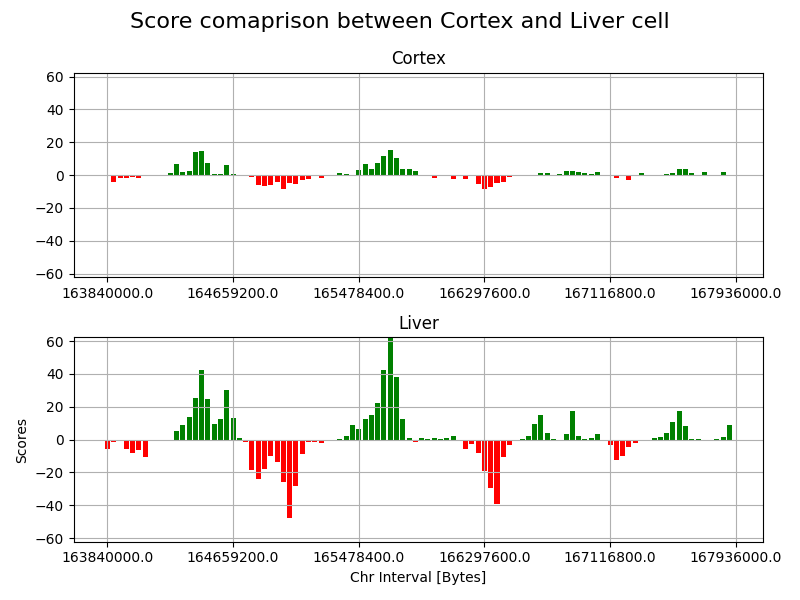 Score comaprison between Cortex and Liver cell
Cortex
60
40
20
0
−20
−40
−60
163840000.0 164659200.0 165478400.0 166297600.0 167116800.0 167936000.0
Liver
60
40
20
0
−20
−40
−60
Scores
163840000.0 164659200.0 165478400.0 166297600.0 167116800.0 167936000.0
Chr Interval [Bytes]